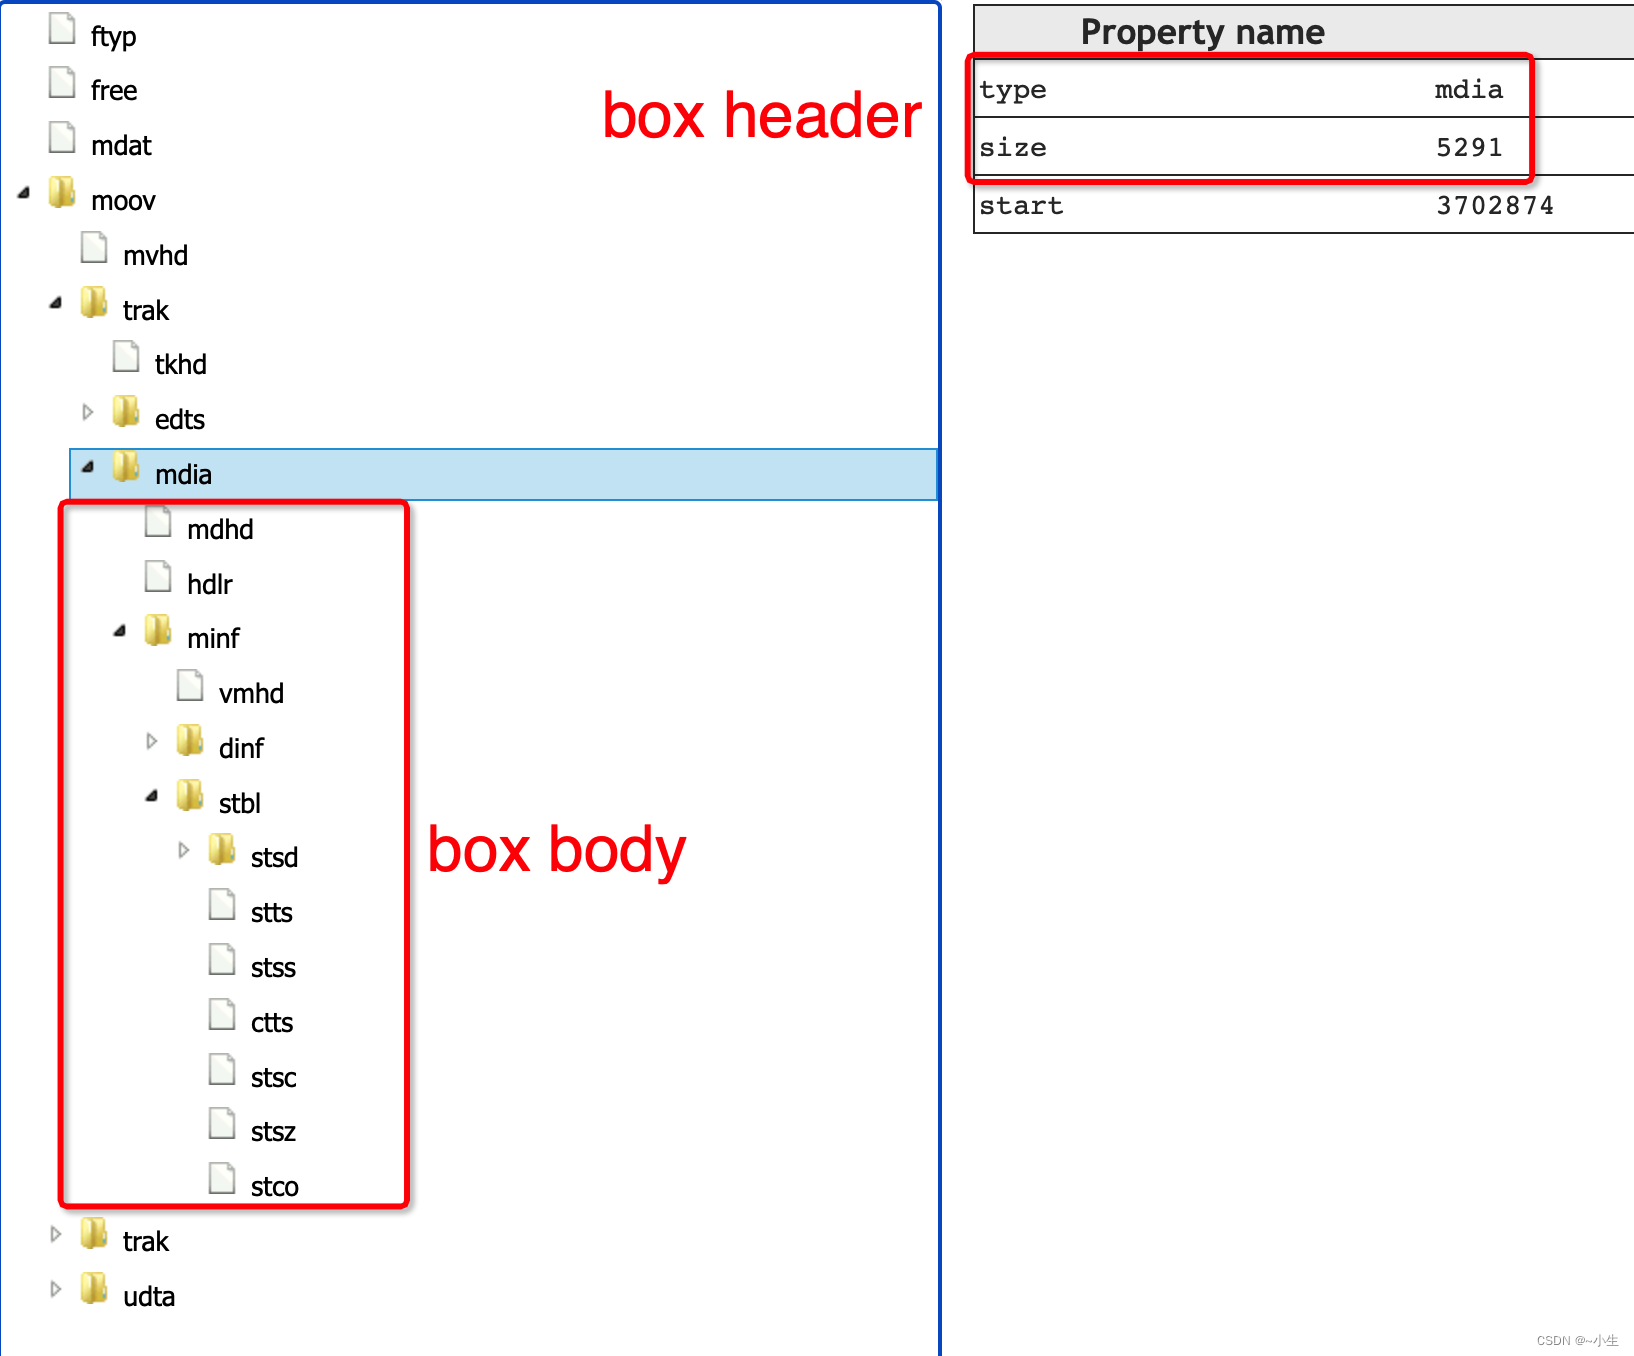 ftyp
free
mdat
moov
mvhd
trak
tkhd
edts
mdia
mdhd
hdlr
minf
vmhd
dinf
stbl
stsd
stts
stss
ctts
stsc
stsz
stco
trak
udta
box header
box body
Property name
type mdia
size 5291
start 3702874
CSDN @~小生